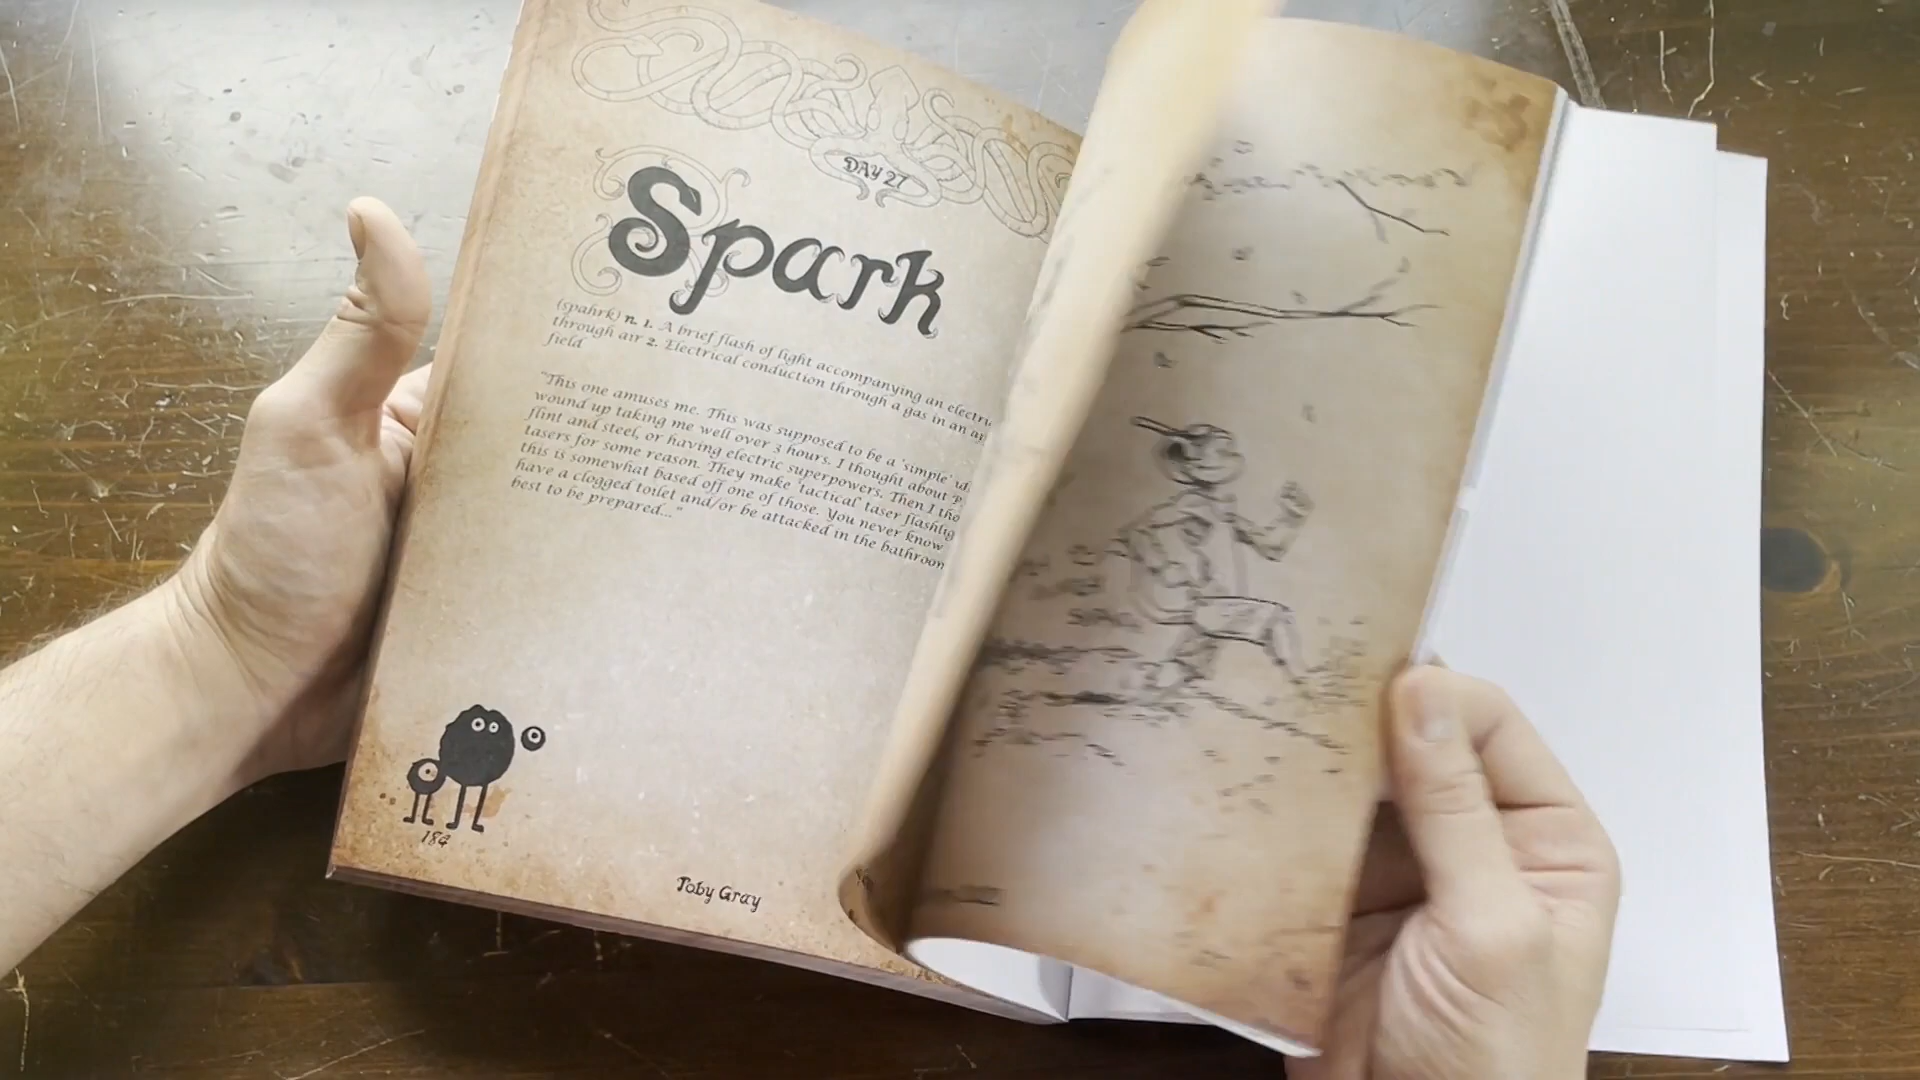 DAY 27
Spark
(spahrk) n. 1. A brief flash of light accompanying an electri
through air 2. Electrical conduction through a gas in an
field
"This one amuses me. This was supposed to be a 'simple'
wound up taking me well over 3 hours. I thought about
flint and steel, or having electric superpowers. Then I tho
tasers for some reason. They make 'tactical' taser flashlig
this is somewhat based off one of those. You never know
have a clogged toilet and/or be attacked in the bathroom
best to be prepared..."
184
Toby Gray